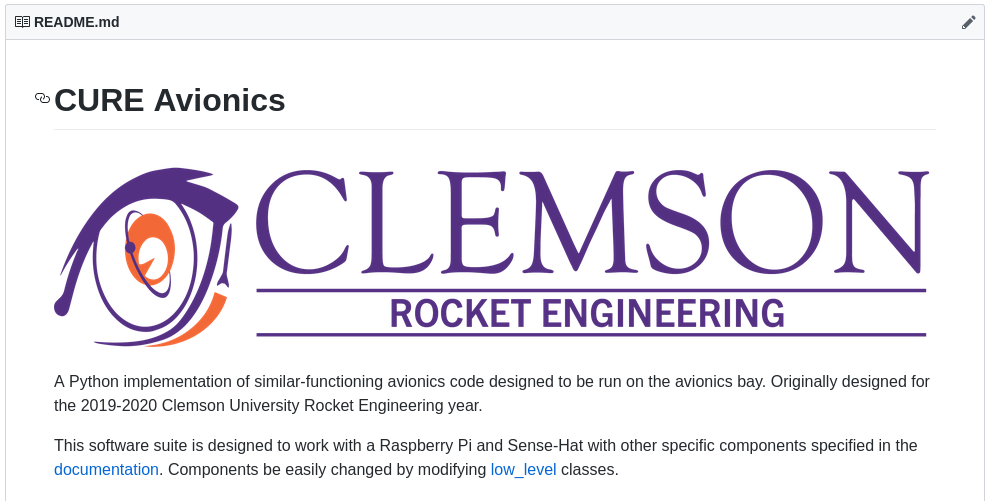 README.md
CURE Avionics
CLEMSON
ROCKET ENGINEERING
A Python implementation of similar-functioning avionics code designed to be run on the avionics bay. Originally designed for
the 2019-2020 Clemson University Rocket Engineering year.
This software suite is designed to work with a Raspberry Pi and Sense-Hat with other specific components specified in the
documentation. Components be easily changed by modifying low_level classes.